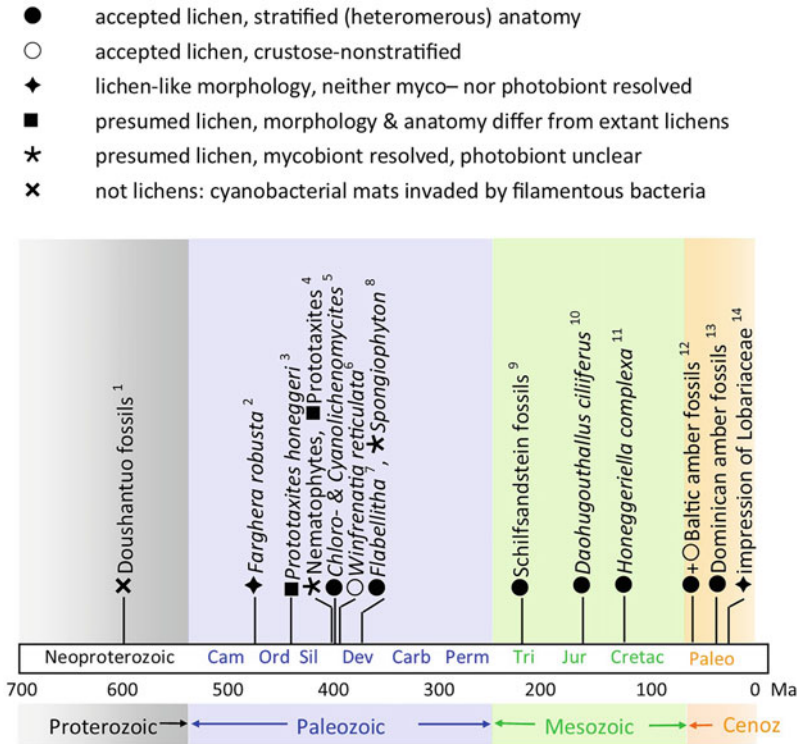 accepted lichen, stratified (heteromerous) anatomy
accepted lichen, crustose-nonstratified
lichen-like morphology, neither myco– nor photobiont resolved
presumed lichen, morphology & anatomy differ from extant lichens
presumed lichen, mycobiont resolved, photobiont unclear
not lichens: cyanobacterial mats invaded by filamentous bacteria
Doushantuo fossils 1
Farghera robusta 2
Prototaxites honeggeri 3
Nematophytes, Prototaxites 4
Chloro- & Cyanolichenomycites 5
Winfrenatia reticulata 6
Flabellitha 7, Spongiophyton 8
Schilfsandstein fossils 9
Daohugouthallus ciliiferus 10
Honeggeriella complexa 11
+ Baltic amber fossils 12
Dominican amber fossils 13
impression of Lobariaceae 14
Neoproterozoic Cam Ord Sil Dev Carb Perm Tri Jur Cretac Paleo
700 600 500 400 300 200 100 0 Ma
Proterozoic Paleozoic Mesozoic Cenoz